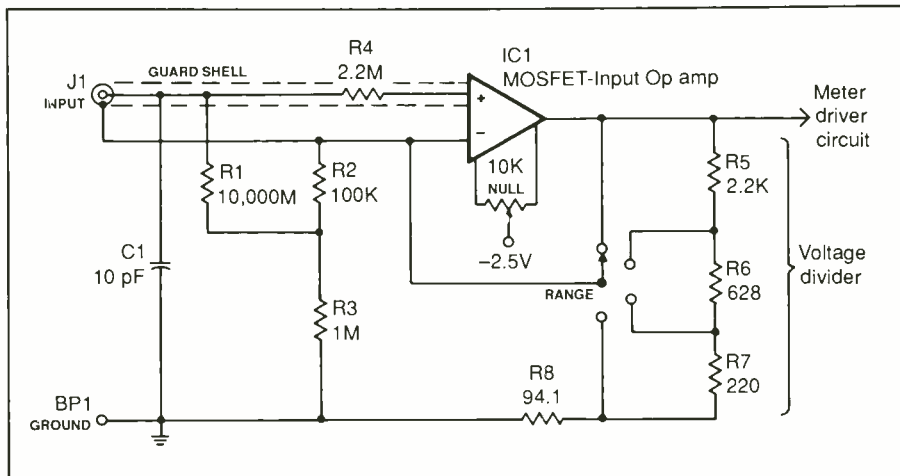 R4
2.2M
IC1
MOSFET-Input Op amp
GUARD SHELL
J1
INPUT
+
−
Meter
driver
circuit
R1
10,000M
R2
100K
10K
NULL
−2.5V
R5
2.2K
C1
10 pF
R3
1M
RANGE
R6
628
Voltage
divider
R7
220
R8
94.1
BP1
GROUND